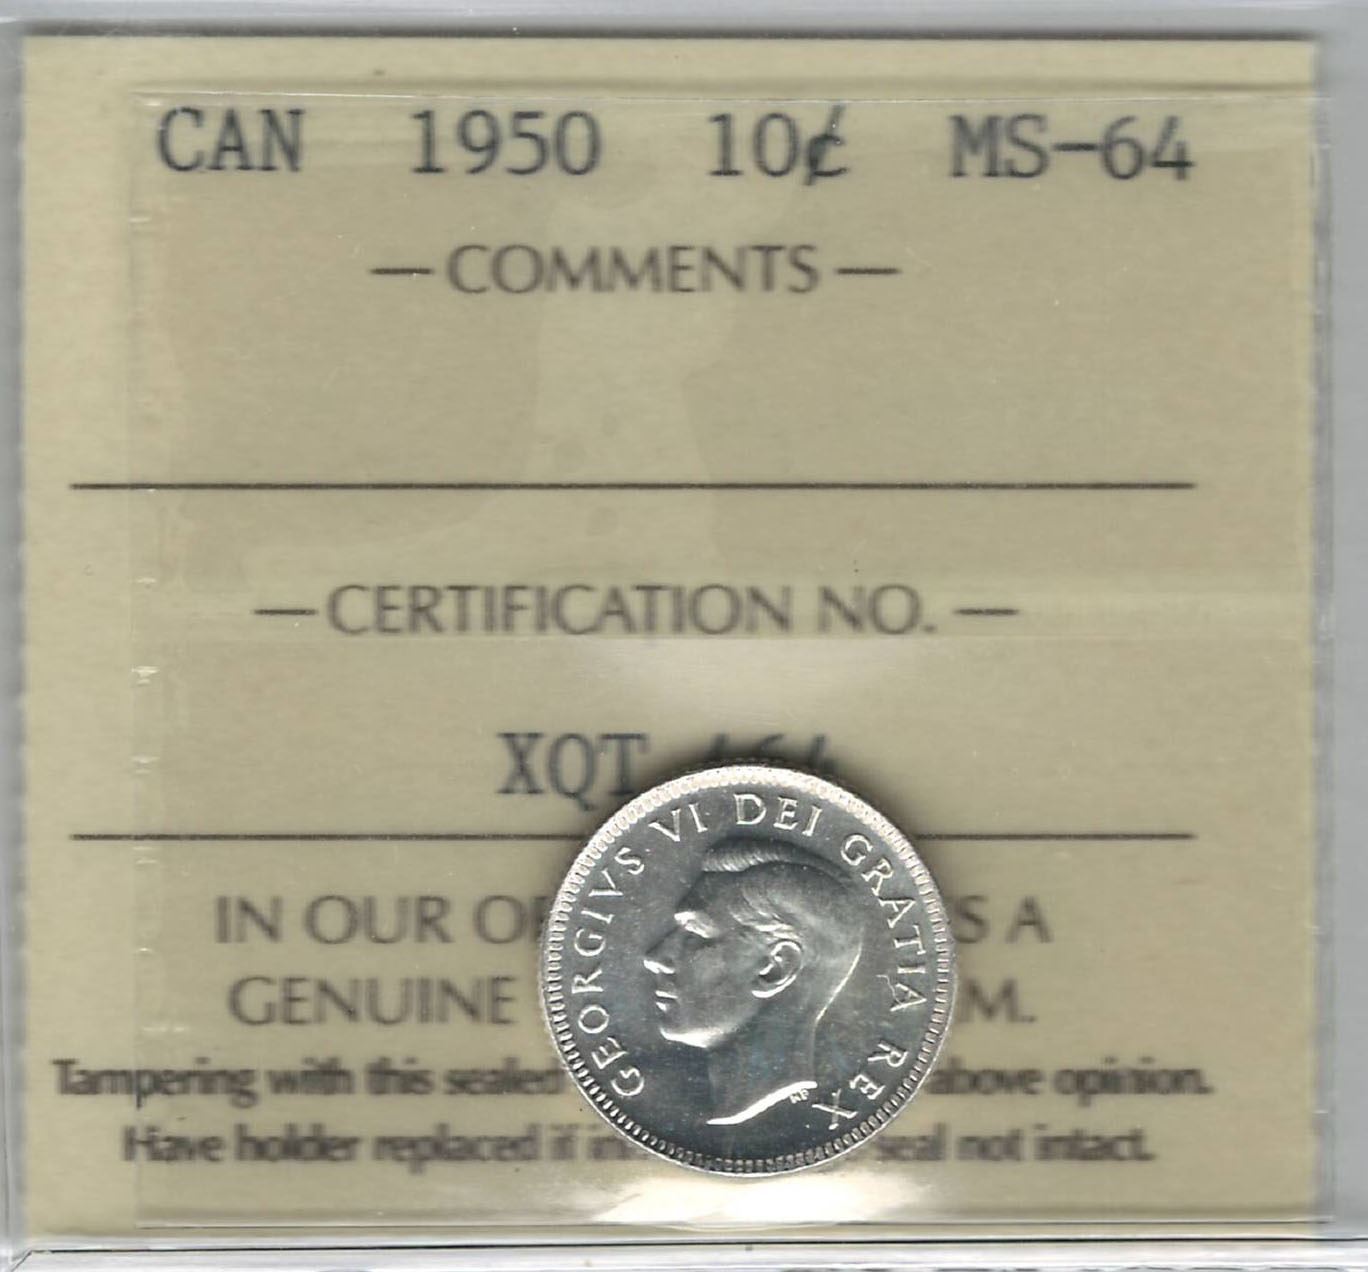 CAN 1950 10¢ MS-64
— COMMENTS —
— CERTIFICATION NO. —
XQT
IN OUR S A
GENUINE M.
Tampering with this sealed above opinion.
Have holder replaced if seal not intact.
GEORGIVS VI DEI GRATIA REX
HP